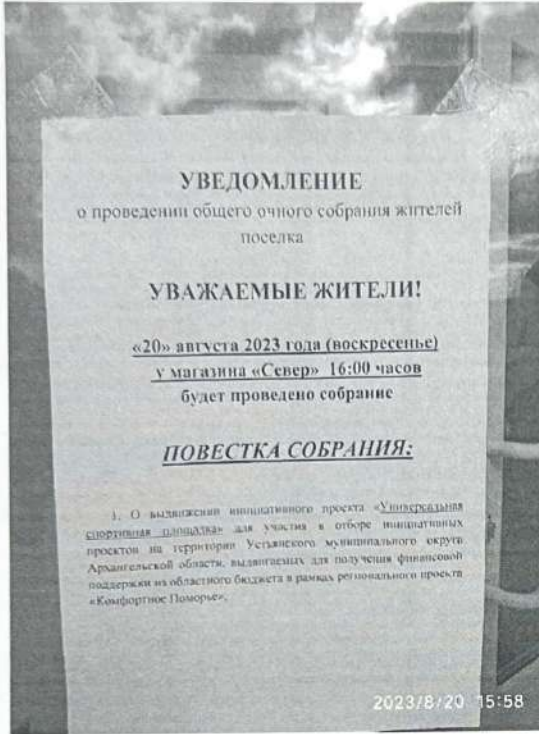 УВЕДОМЛЕНИЕ
о проведении общего очного собрания жителей
поселка
УВАЖАЕМЫЕ ЖИТЕЛИ!
«20» августа 2023 года (воскресенье)
у магазина «Север» 16:00 часов
будет проведено собрание
ПОВЕСТКА СОБРАНИЯ:
1. О выдвижении инициативного проекта «Универсальная
спортивная площадка» для участия в отборе инициативных
проектов на территории Устьянского муниципального округа
Архангельской области, выдвигаемых для получения финансовой
поддержки из областного бюджета в рамках регионального проекта
«Комфортное Поморье».
2023/8/20 15:58